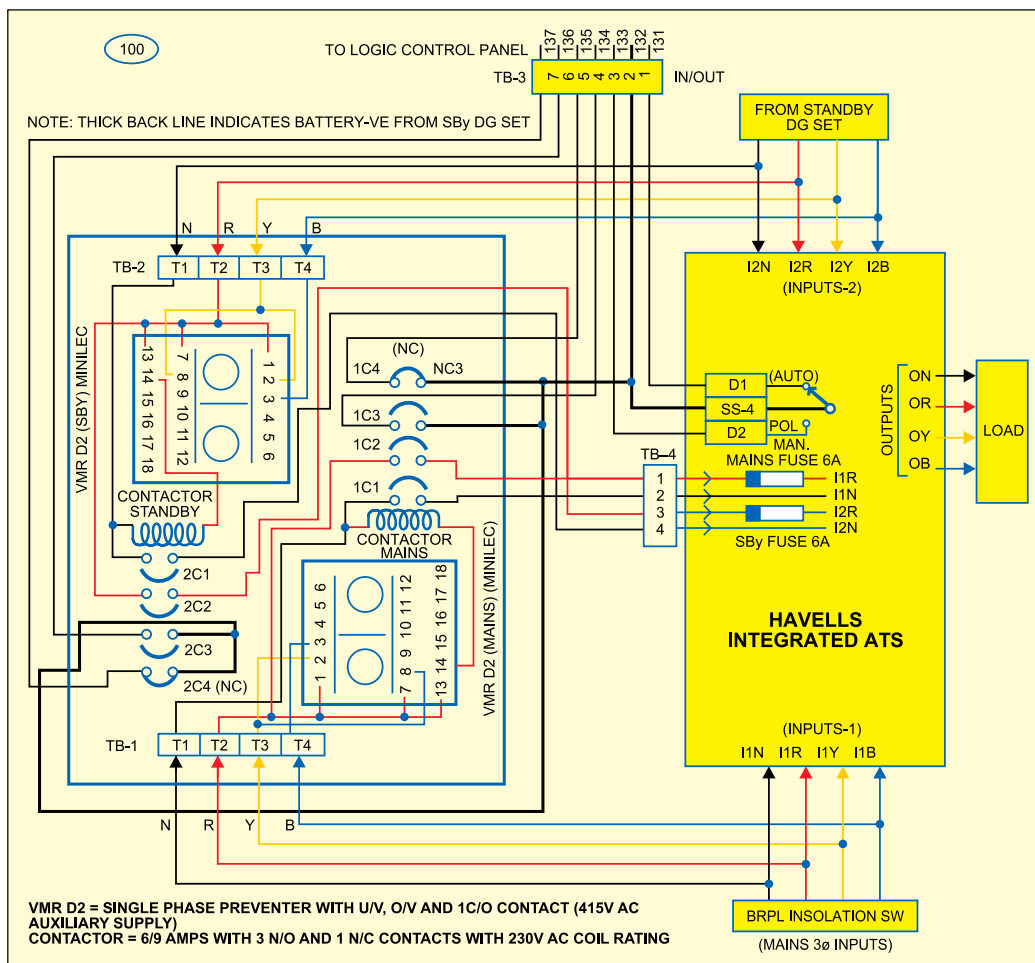 100
TO LOGIC CONTROL PANEL
137 136 135 134 133 132 131
TB-3
7 6 5 4 3 2 1
IN/OUT
NOTE: THICK BACK LINE INDICATES BATTERY-VE FROM SBy DG SET
FROM STANDBY
DG SET
N R Y B
TB-2
T1 T2 T3 T4
I2N I2R I2Y I2B
(INPUTS-2)
VMR D2 (SBY) MINILEC
13 14 15 16 17 18
7 8 9 10 11 12
1 2 3 4 5 6
CONTACTOR
STANDBY
2C1
2C2
2C3
2C4 (NC)
(NC)
1C4
NC3
1C3
1C2
1C1
CONTACTOR
MAINS
1 2 3 4 5 6
7 8 9 10 11 12
13 14 15 16 17 18
VMR D2 (MAINS) (MINILEC)
D1
(AUTO)
SS-4
D2
POL
MAN.
TB–4
1
2
3
4
MAINS FUSE 6A
I1R
I1N
I2R
I2N
SBy FUSE 6A
OUTPUTS
ON
OR
OY
OB
LOAD
HAVELLS
INTEGRATED ATS
TB-1
T1 T2 T3 T4
N R Y B
(INPUTS-1)
I1N I1R I1Y I1B
BRPL INSOLATION SW
(MAINS 3ø INPUTS)
VMR D2 = SINGLE PHASE PREVENTER WITH U/V, O/V AND 1C/O CONTACT (415V AC
AUXILIARY SUPPLY)
CONTACTOR = 6/9 AMPS WITH 3 N/O AND 1 N/C CONTACTS WITH 230V AC COIL RATING